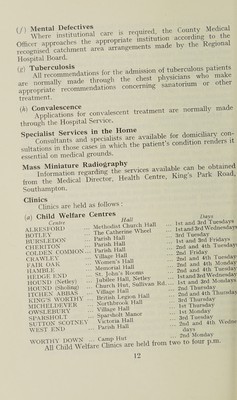 (f) Mental Defectives
Where institutional care is required, the County Medical
Officer approaches the appropriate institution according to the
recognised catchment area arrangements made by the Regional
Hospital Board.
(g) Tuberculosis
All recommendations for the admission of tuberculous patients
are normally made through the chest physicians who make
appropriate recommendations concerning sanatorium or other
treatment.
(h) Convalescence
Applications for convalescent treatment are normally made
through the Hospital Service.
Specialist Services in the Home
Consultants and specialists are available for domiciliary con-
sultations in those cases in which the patient's condition renders it
essential on medical grounds.
Mass Miniature Radiography
Information regarding the services available can be obtained
from the Medical Director, Health Centre, King's Park Road,
Southampton.
Clinics
Clinics are held as follows :
(a) Child Welfare Centres
Centre Hall Days
ALRESFORD ... Methodist Church Hall ... 1st and 3rd Tuesdays
BOTLEY ... The Catherine Wheel ... 1st and 3rd Wednesdays
BURSLEDON ... Parish Hall ... 3rd Tuesday
CHERITON ... Parish Hall ... 1st and 3rd Fridays
COLDEN COMMON ... Parish Hall ... 2nd and 4th Tuesdays
CRAWLEY ... Village Hall ... 2nd Friday
FAIR OAK ... Women's Hall ... 2nd and 4th Tuesdays
HAMBLE ... Memorial Hall ... 2nd and 4th Mondays
HEDGE END ... St. John's Rooms ... 2nd and 4th Tuesdays
HOUND (Netley) ... Jubilee Hall, Netley ... 1st and 3rd Wednesdays
HOUND (Sholing) ... Church Hut, Sullivan Rd. ... 1st and 3rd Mondays
ITCHEN ABBAS ... Village Hall ... 2nd Thursday
KING'S WORTHY ... British Legion Hall ... 2nd and 4th Thursdays
MICHELDEVER ... Northbrook Hall ... 3rd Thursday
OWSLEBURY ... Village Hall ... 1st Thursday
SPARSHOLT ... Sparsholt Manor ... 1st Monday
SUTTON SCOTNEY ... Victoria Hall ... 3rd Tuesday
WEST END ... Parish Hall ... 2nd and 4th Wednes-
days
WORTHY DOWN ... Camp Hut ... 2nd Monday
All Child Welfare Clinics are held from two to four p.m.
12